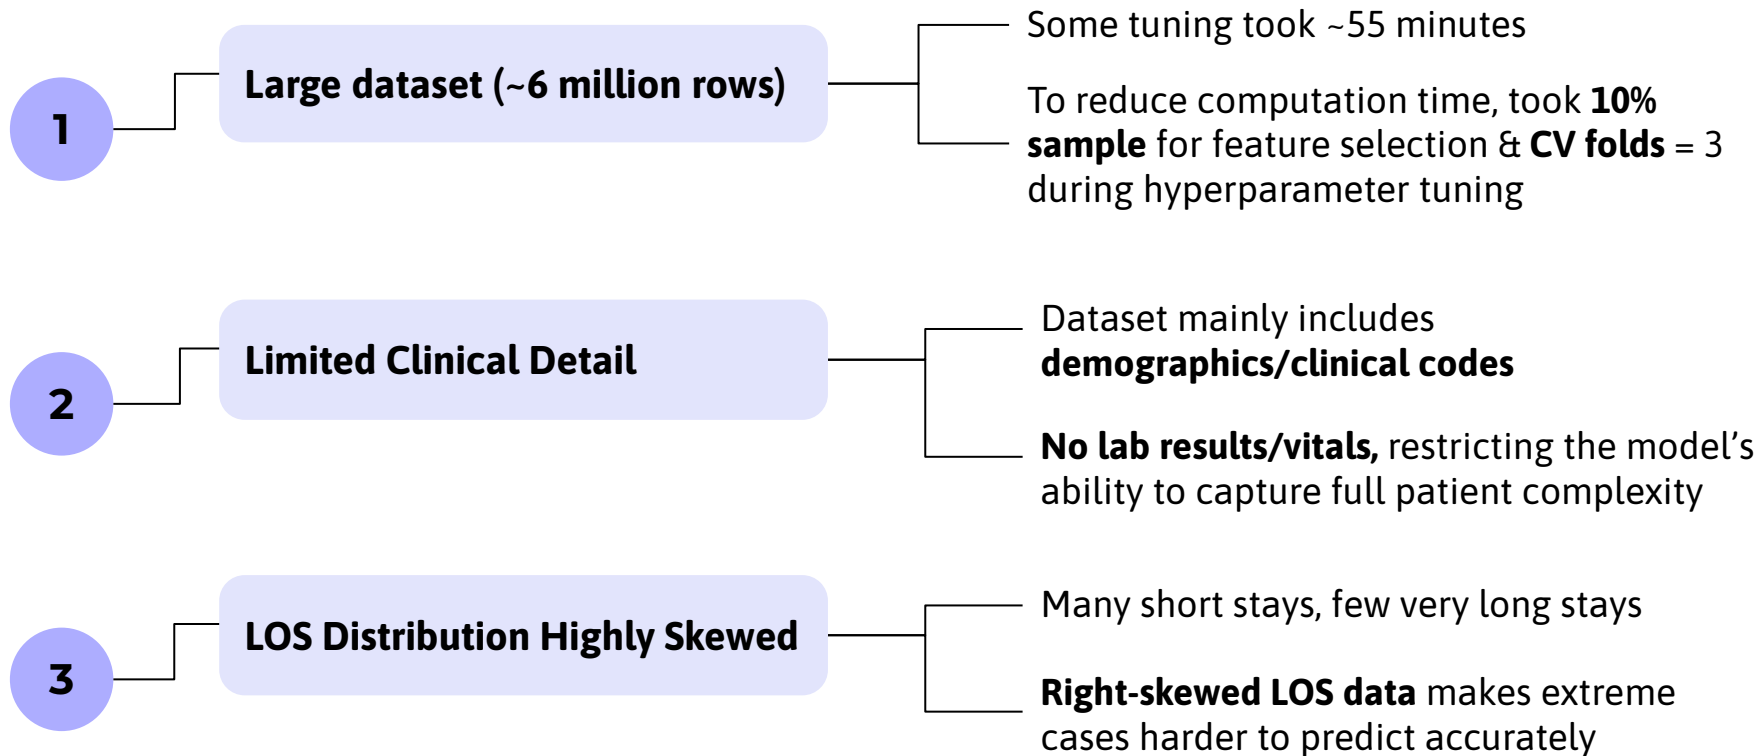 1
Large dataset (~6 million rows)
Some tuning took ~55 minutes
To reduce computation time, took 10%
sample for feature selection & CV folds = 3
during hyperparameter tuning
2
Limited Clinical Detail
Dataset mainly includes
demographics/clinical codes
No lab results/vitals, restricting the model’s
ability to capture full patient complexity
3
LOS Distribution Highly Skewed
Many short stays, few very long stays
Right-skewed LOS data makes extreme
cases harder to predict accurately